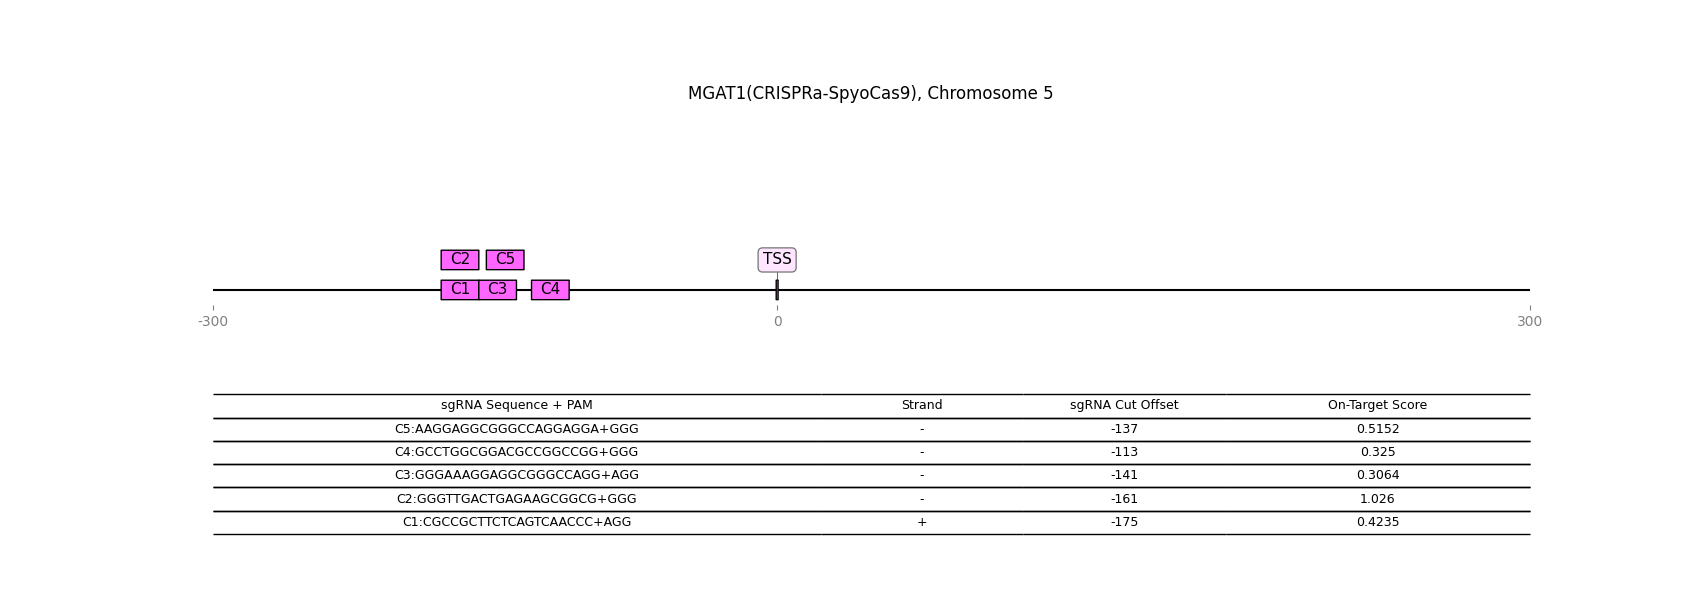 MGAT1(CRISPRa-SpyoCas9), Chromosome 5
C2 C5 TSS
C1 C3 C4
-300 0 300
sgRNA Sequence + PAM Strand sgRNA Cut Offset On-Target Score
C5:AAGGAGGCGGGCCAGGAGGA+GGG - -137 0.5152
C4:GCCTGGCGGACGCCGGCCGG+GGG - -113 0.325
C3:GGGAAAGGAGGCGGGCCAGG+AGG - -141 0.3064
C2:GGGTTGACTGAGAAGCGGCG+GGG - -161 1.026
C1:CGCCGCTTCTCAGTCAACCC+AGG + -175 0.4235